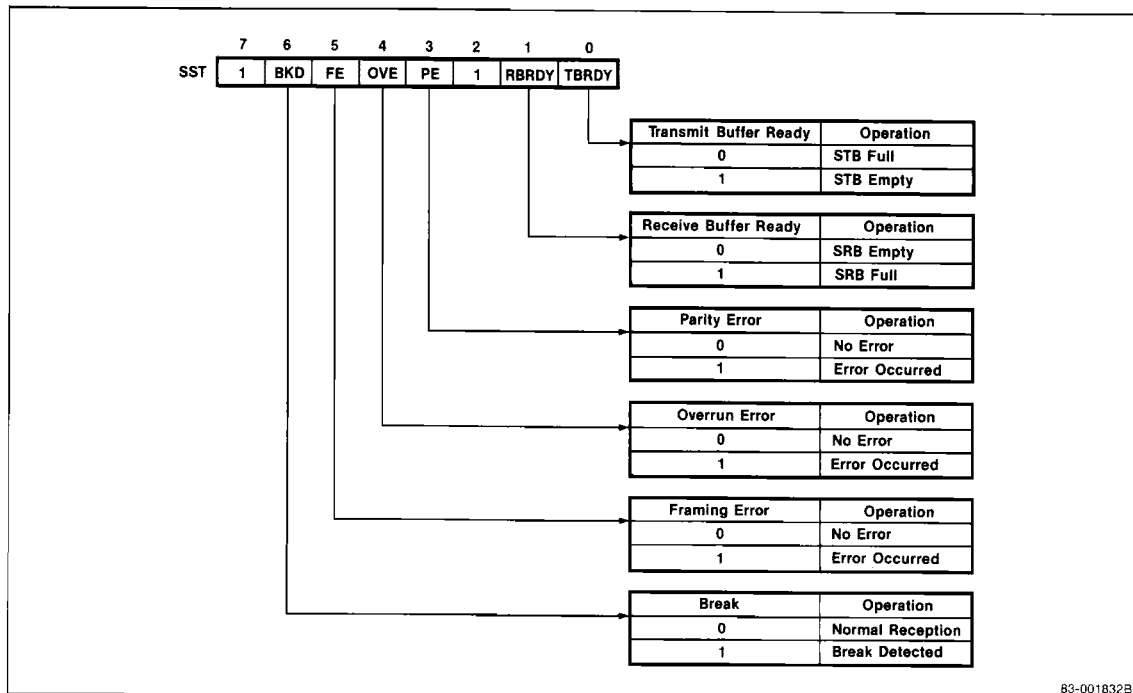 7 6 5 4 3 2 1 0
SST 1 BKD FE OVE PE 1 RBRDY TBRDY
Transmit Buffer Ready Operation
0 STB Full
1 STB Empty
Receive Buffer Ready Operation
0 SRB Empty
1 SRB Full
Parity Error Operation
0 No Error
1 Error Occurred
Overrun Error Operation
0 No Error
1 Error Occurred
Framing Error Operation
0 No Error
1 Error Occurred
Break Operation
0 Normal Reception
1 Break Detected
83-001832B